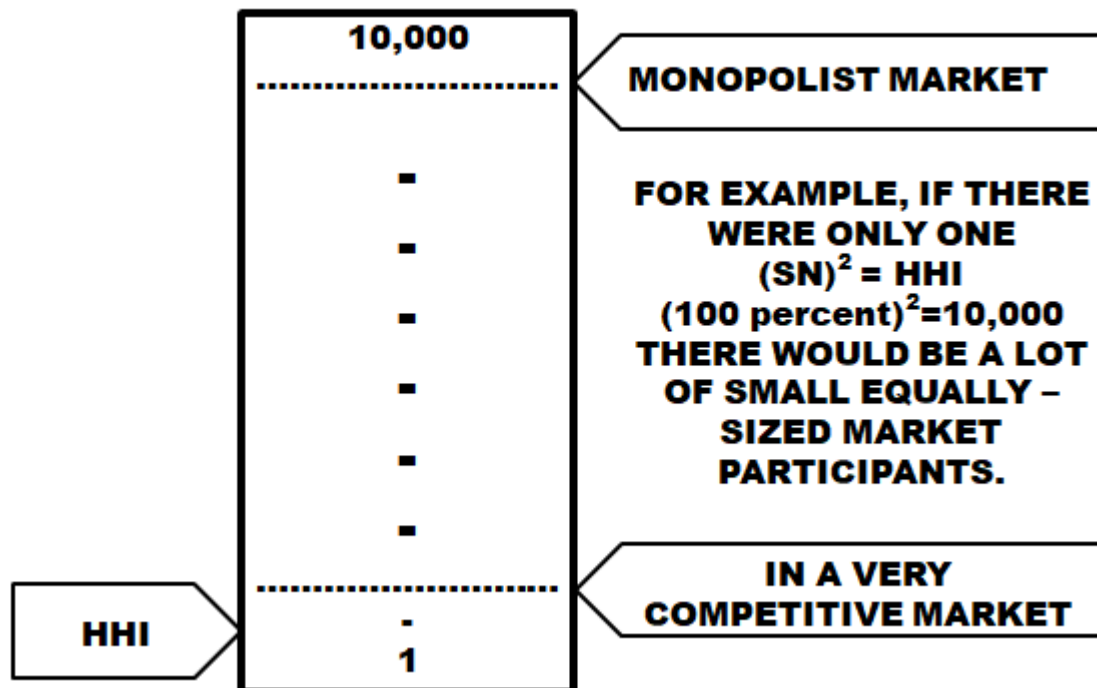 10,000
...........................
MONOPOLIST MARKET
-
-
-
-
-
-
FOR EXAMPLE, IF THERE
WERE ONLY ONE
(SN)² = HHI
(100 percent)²=10,000
THERE WOULD BE A LOT
OF SMALL EQUALLY –
SIZED MARKET
PARTICIPANTS.
...........................
IN A VERY
COMPETITIVE MARKET
HHI
-
1